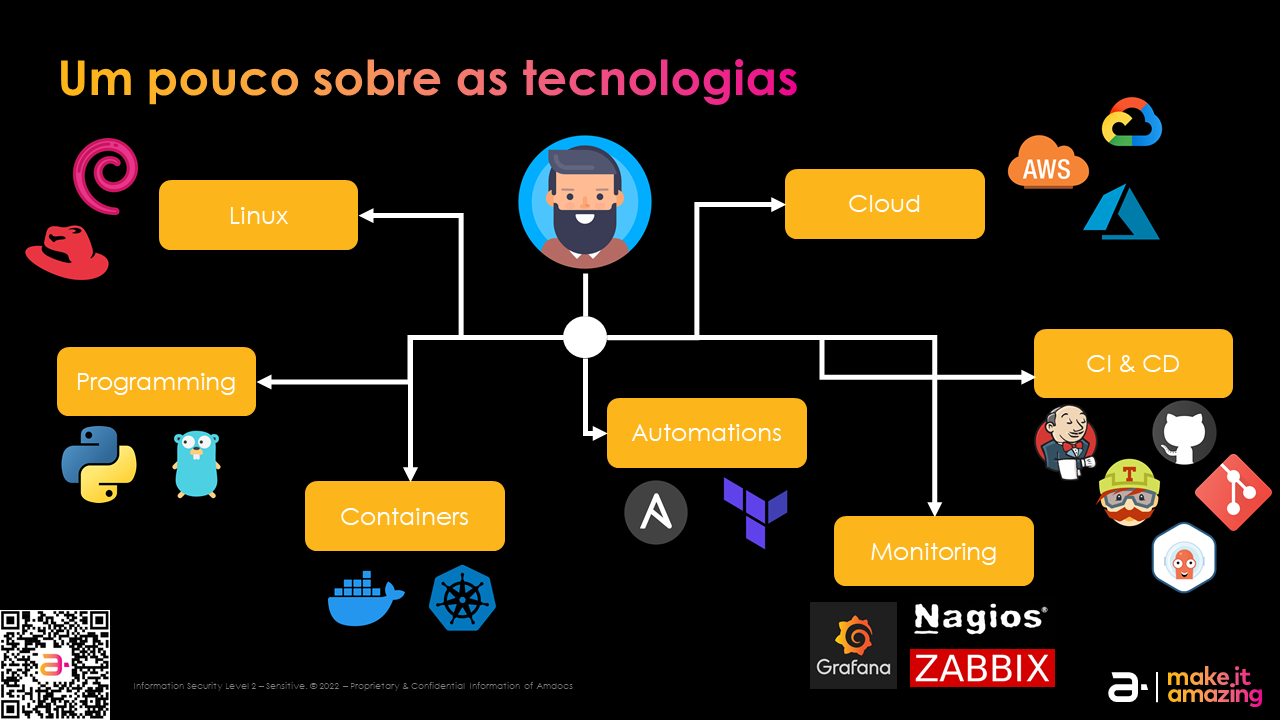 Um pouco sobre as tecnologias
Linux
Cloud
AWS
Programming
CI & CD
Automations
Containers
Monitoring
T
Grafana
Nagios®
ZABBIX
Information Security Level 2 – Sensitive. © 2022 – Proprietary & Confidential Information of Amdocs
a
a
make.it
amazing